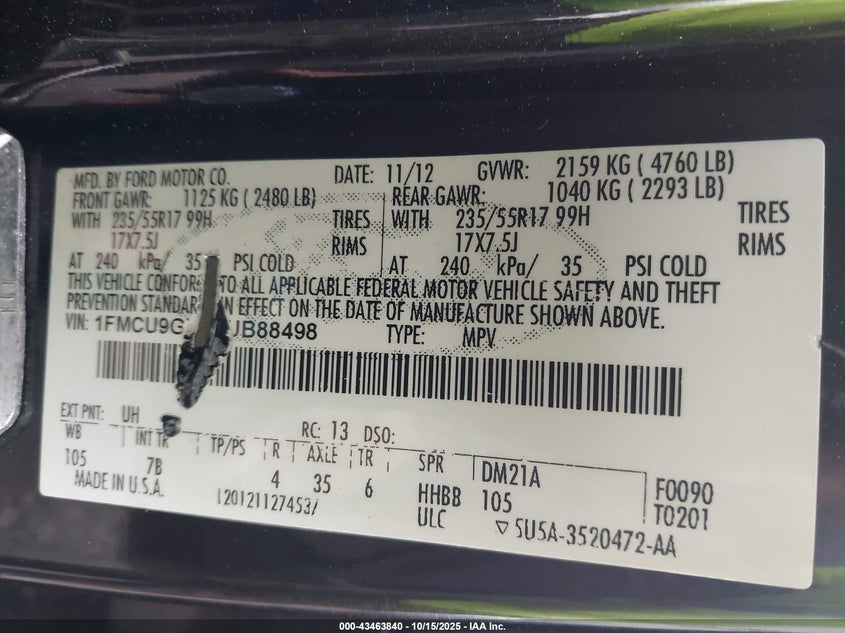 MFD. BY FORD MOTOR CO. DATE: 11/12 GVWR: 2159 KG ( 4760 LB)
FRONT GAWR: 1125 KG ( 2480 LB) REAR GAWR: 1040 KG ( 2293 LB)
WITH 235/55R17 99H TIRES WITH 235/55R17 99H TIRES
17X7.5J RIMS 17X7.5J RIMS
AT 240 kPa/ 35 PSI COLD AT 240 kPa/ 35 PSI COLD
THIS VEHICLE TO ALL APPLICABLE FEDERAL MOTOR VEHICLE SAFETY AND THEFT
PREVENTION IN EFFECT ON THE DATE OF MANUFACTURE SHOWN ABOVE.
VIN: 1FMCU9G JB88498 TYPE: MPV
EXT PNT: UH RC: 13 DSO:
WB INT TR TP/PS R AXLE TR SPR DM21A F0090
105 7B 4 35 6 HHBB 105 T0201
MADE IN U.S.A. ULC ▽SU5A-3520472-AA
000-43463840 - 10/15/2025 - IAA Inc.